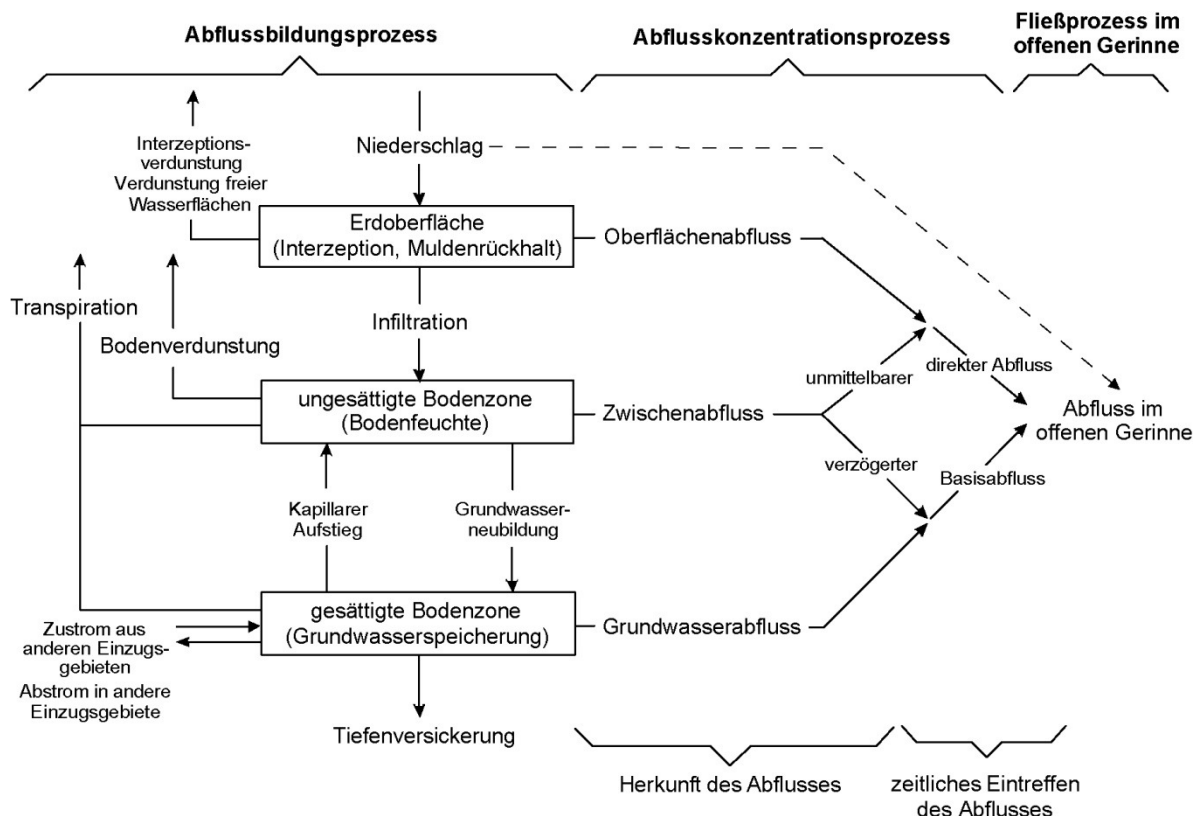 Abflussbildungsprozess
Abflusskonzentrationsprozess
Fließprozess im
offenen Gerinne
Interzeptions-
verdunstung
Verdunstung freier
Wasserflächen
Niederschlag
Erdoberfläche
(Interzeption, Muldenrückhalt)
Oberflächenabfluss
Transpiration
Infiltration
Bodenverdunstung
unmittelbarer
direkter Abfluss
ungesättigte Bodenzone
(Bodenfeuchte)
Zwischenabfluss
Abfluss im
offenen Gerinne
verzögerter
Basisabfluss
Kapillarer
Aufstieg
Grundwasser-
neubildung
gesättigte Bodenzone
(Grundwasserspeicherung)
Grundwasserabfluss
Zustrom aus
anderen Einzugs-
gebieten
Abstrom in andere
Einzugsgebiete
Tiefenversickerung
Herkunft des Abflusses
zeitliches Eintreffen
des Abflusses